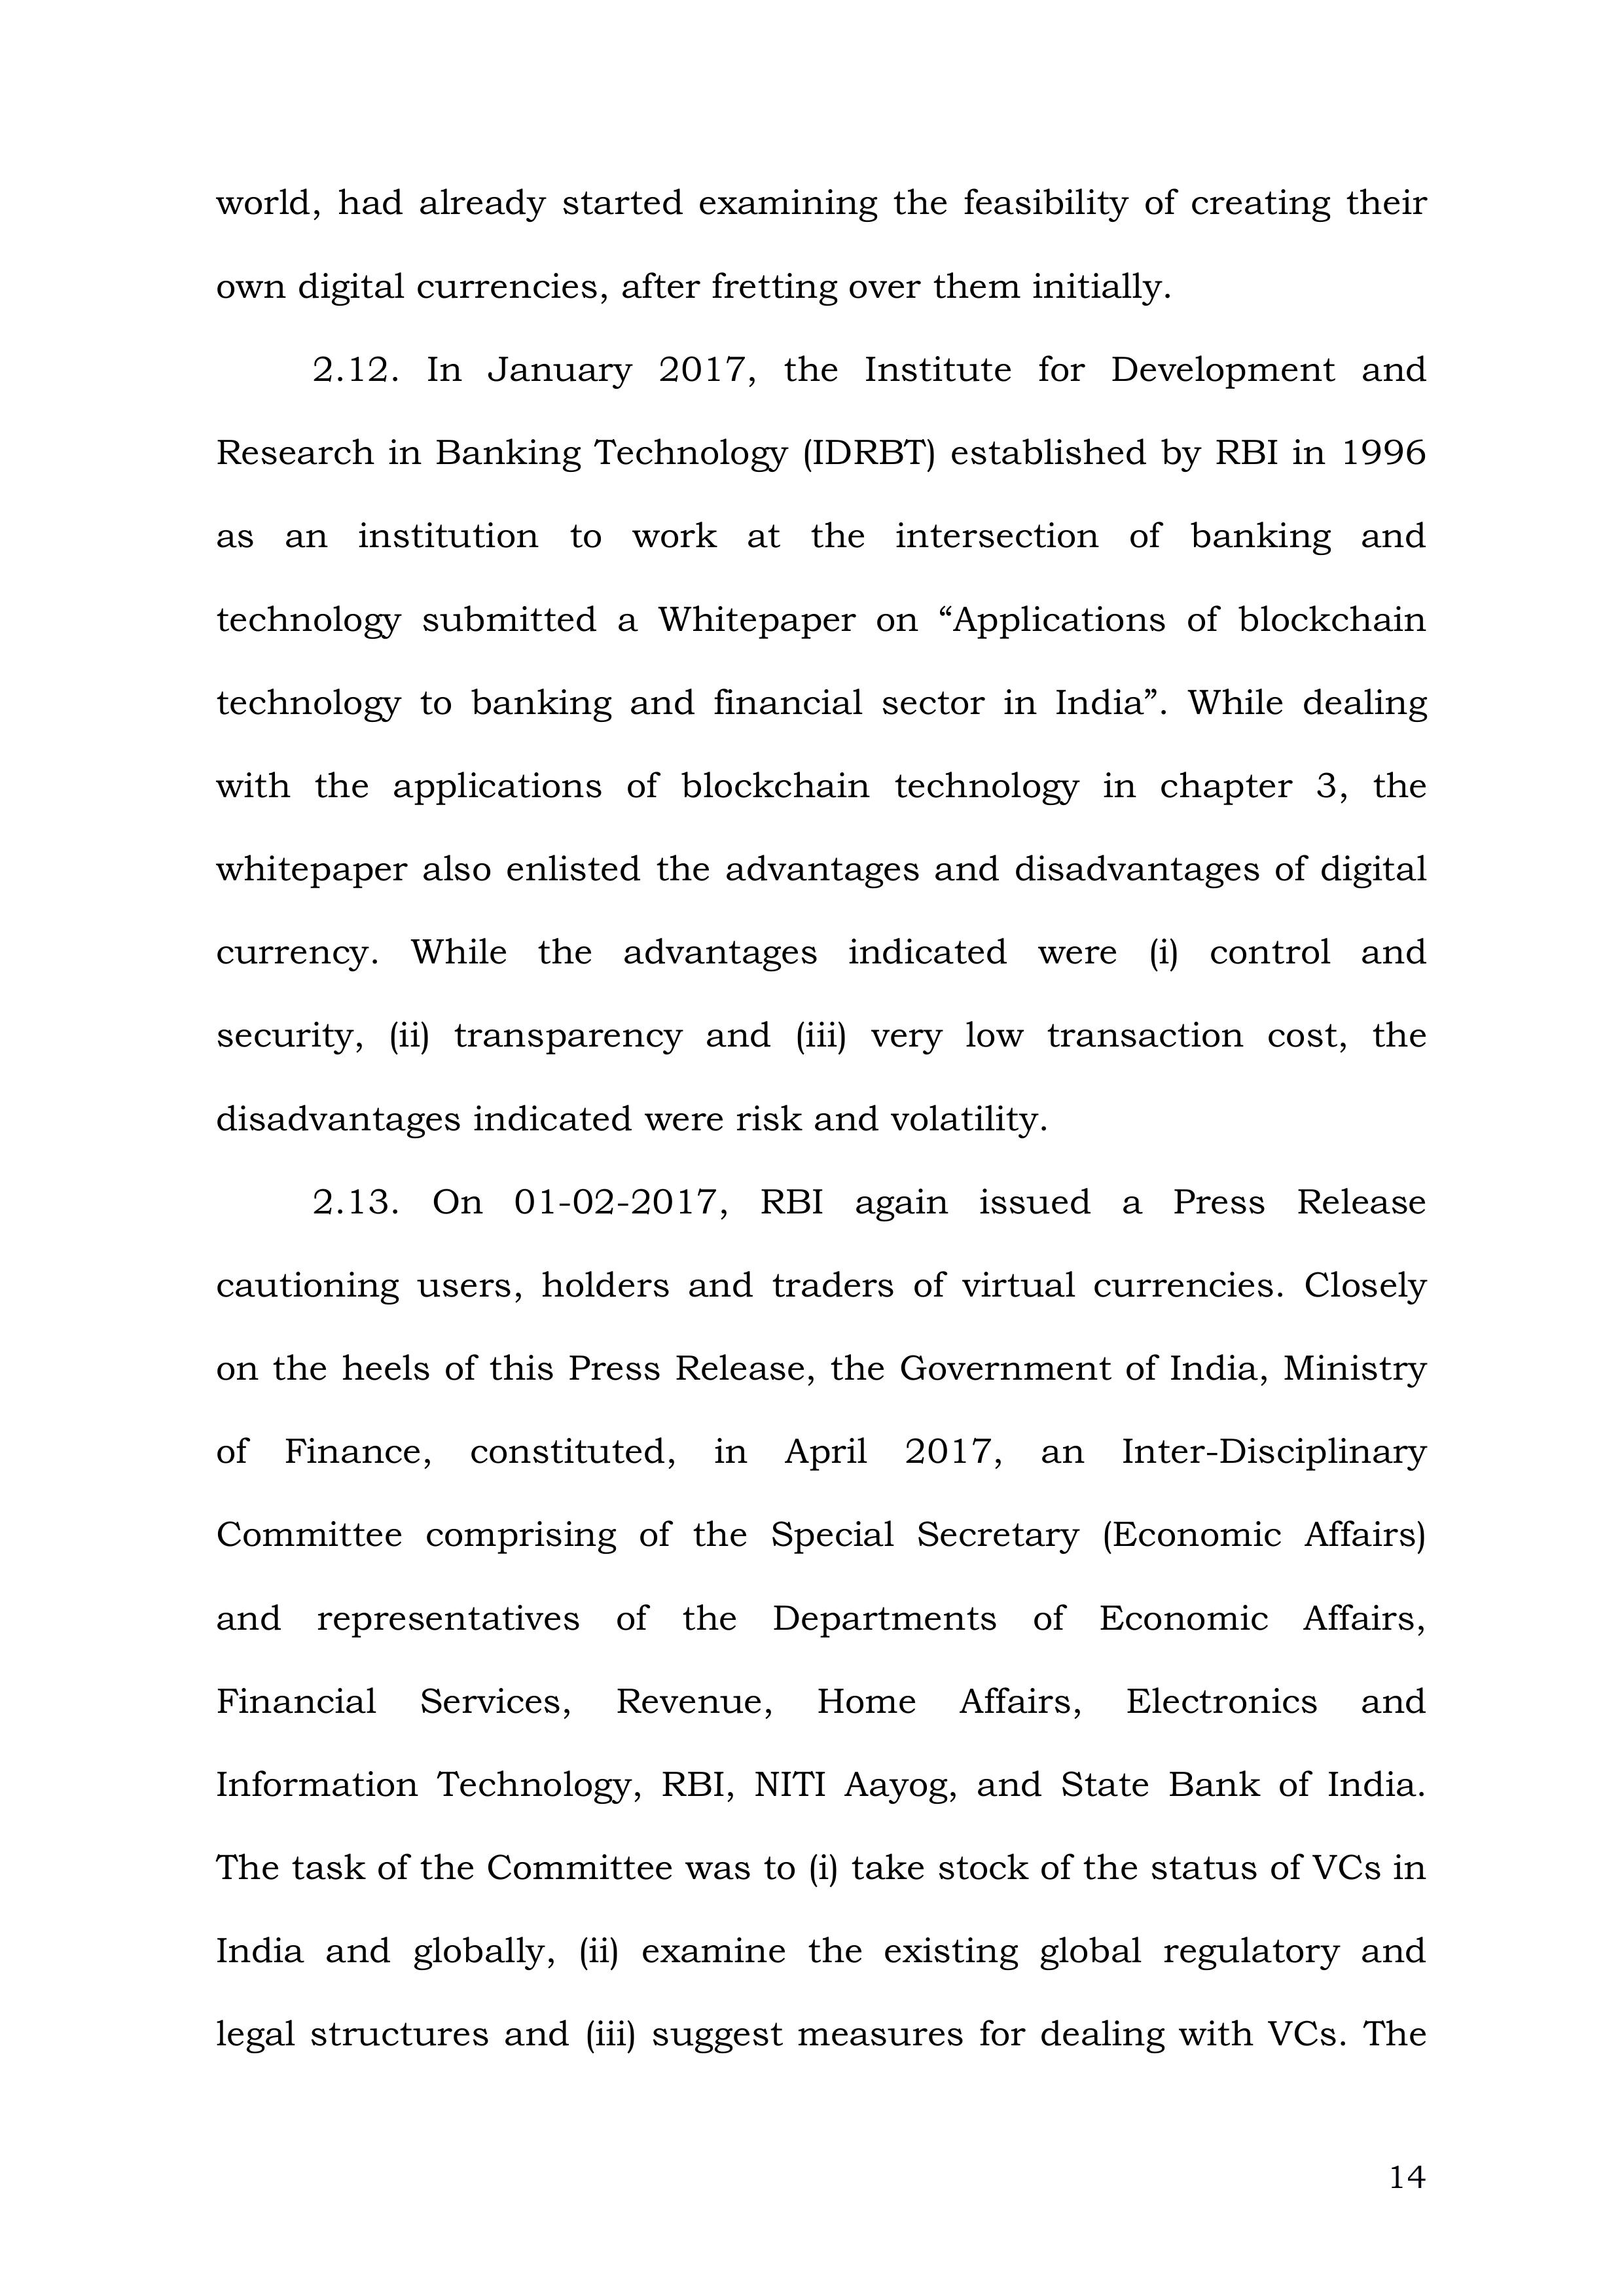 world, had already started examining the feasibility of creating their
own digital currencies, after fretting over them initially.
2.12. In January 2017, the Institute for Development and
Research in Banking Technology (IDRBT) established by RBI in 1996
as an institution to work at the intersection of banking and
technology submitted a Whitepaper on “Applications of blockchain
technology to banking and financial sector in India”. While dealing
with the applications of blockchain technology in chapter 3, the
whitepaper also enlisted the advantages and disadvantages of digital
currency. While the advantages indicated were (i) control and
security, (ii) transparency and (iii) very low transaction cost, the
disadvantages indicated were risk and volatility.
2.13. On 01-02-2017, RBI again issued a Press Release
cautioning users, holders and traders of virtual currencies. Closely
on the heels of this Press Release, the Government of India, Ministry
of Finance, constituted, in April 2017, an Inter-Disciplinary
Committee comprising of the Special Secretary (Economic Affairs)
and representatives of the Departments of Economic Affairs,
Financial Services, Revenue, Home Affairs, Electronics and
Information Technology, RBI, NITI Aayog, and State Bank of India.
The task of the Committee was to (i) take stock of the status of VCs in
India and globally, (ii) examine the existing global regulatory and
legal structures and (iii) suggest measures for dealing with VCs. The
14